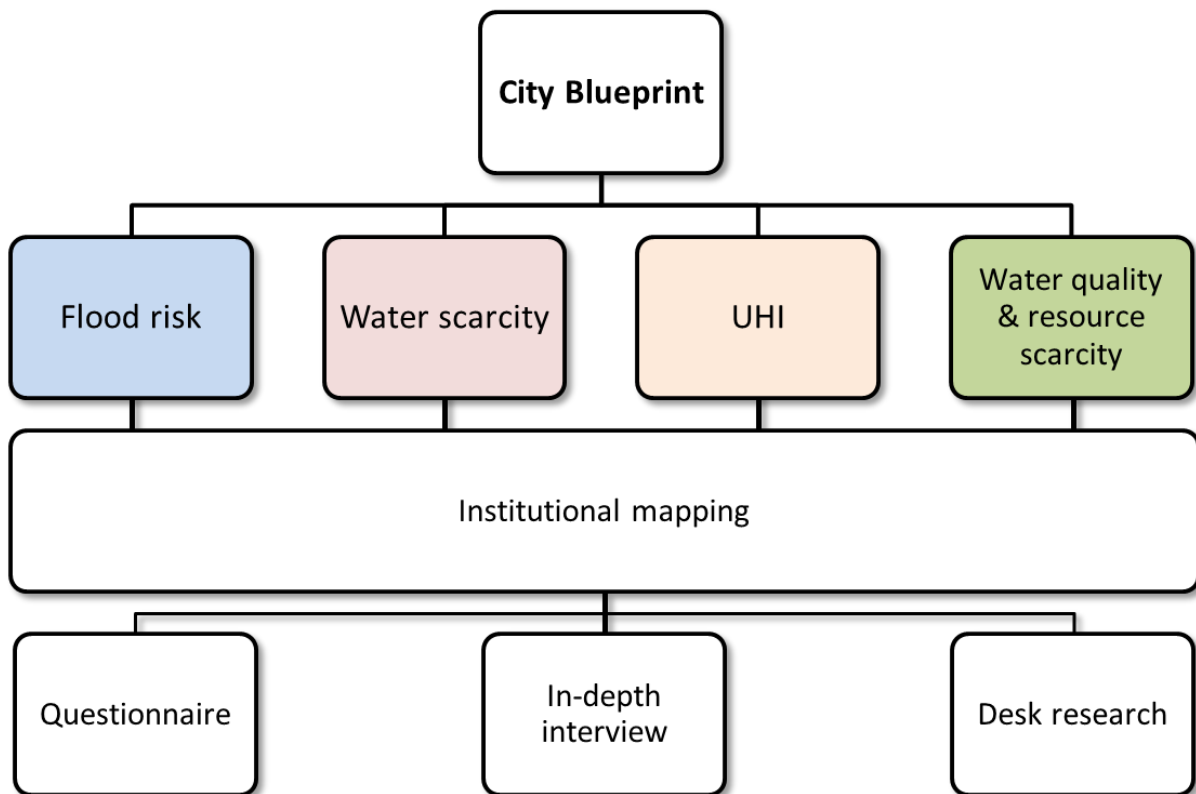 City Blueprint
Flood risk
Water scarcity
UHI
Water quality
& resource
scarcity
Institutional mapping
Questionnaire
In-depth
interview
Desk research